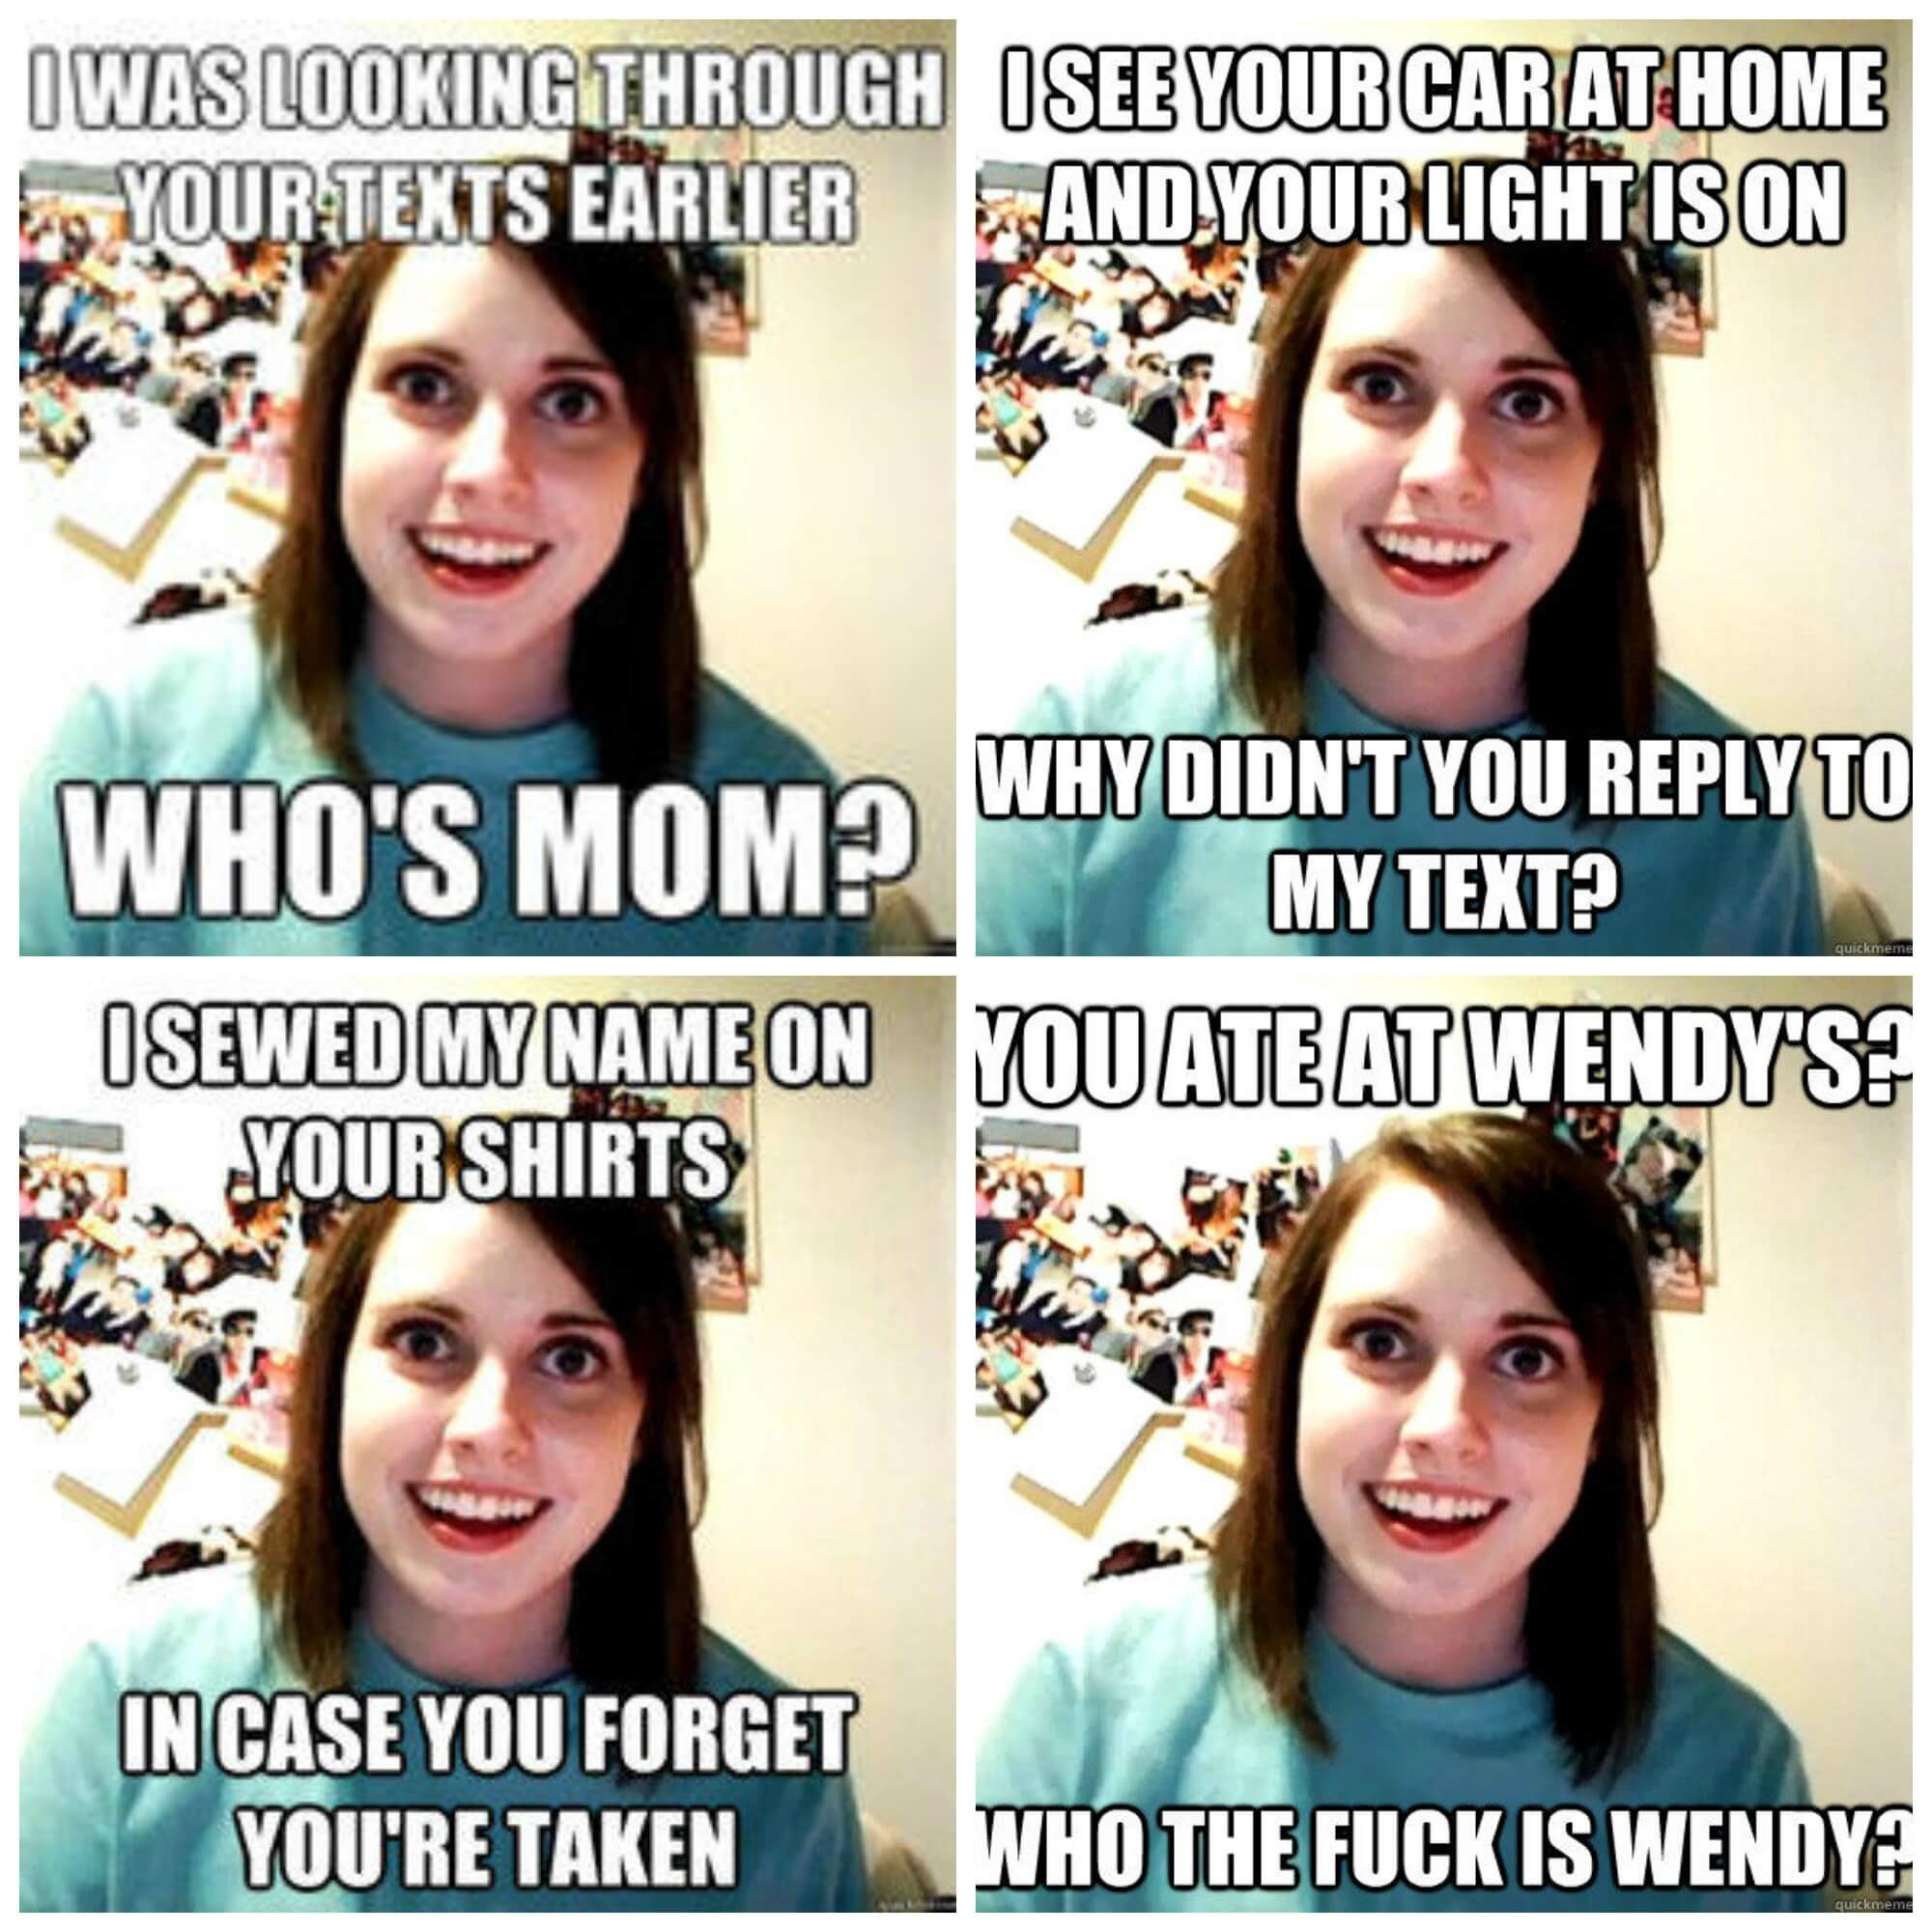 I WAS LOOKING THROUGH
YOUR TEXTS EARLIER
WHO'S MOM?
I SEE YOUR CAR AT HOME
AND YOUR LIGHT IS ON
WHY DIDN'T YOU REPLY TO
MY TEXT?
quickmeme
I SEWED MY NAME ON
YOUR SHIRTS
IN CASE YOU FORGET
YOU'RE TAKEN
YOU ATE AT WENDY'S?
WHO THE FUCK IS WENDY?
quickmeme